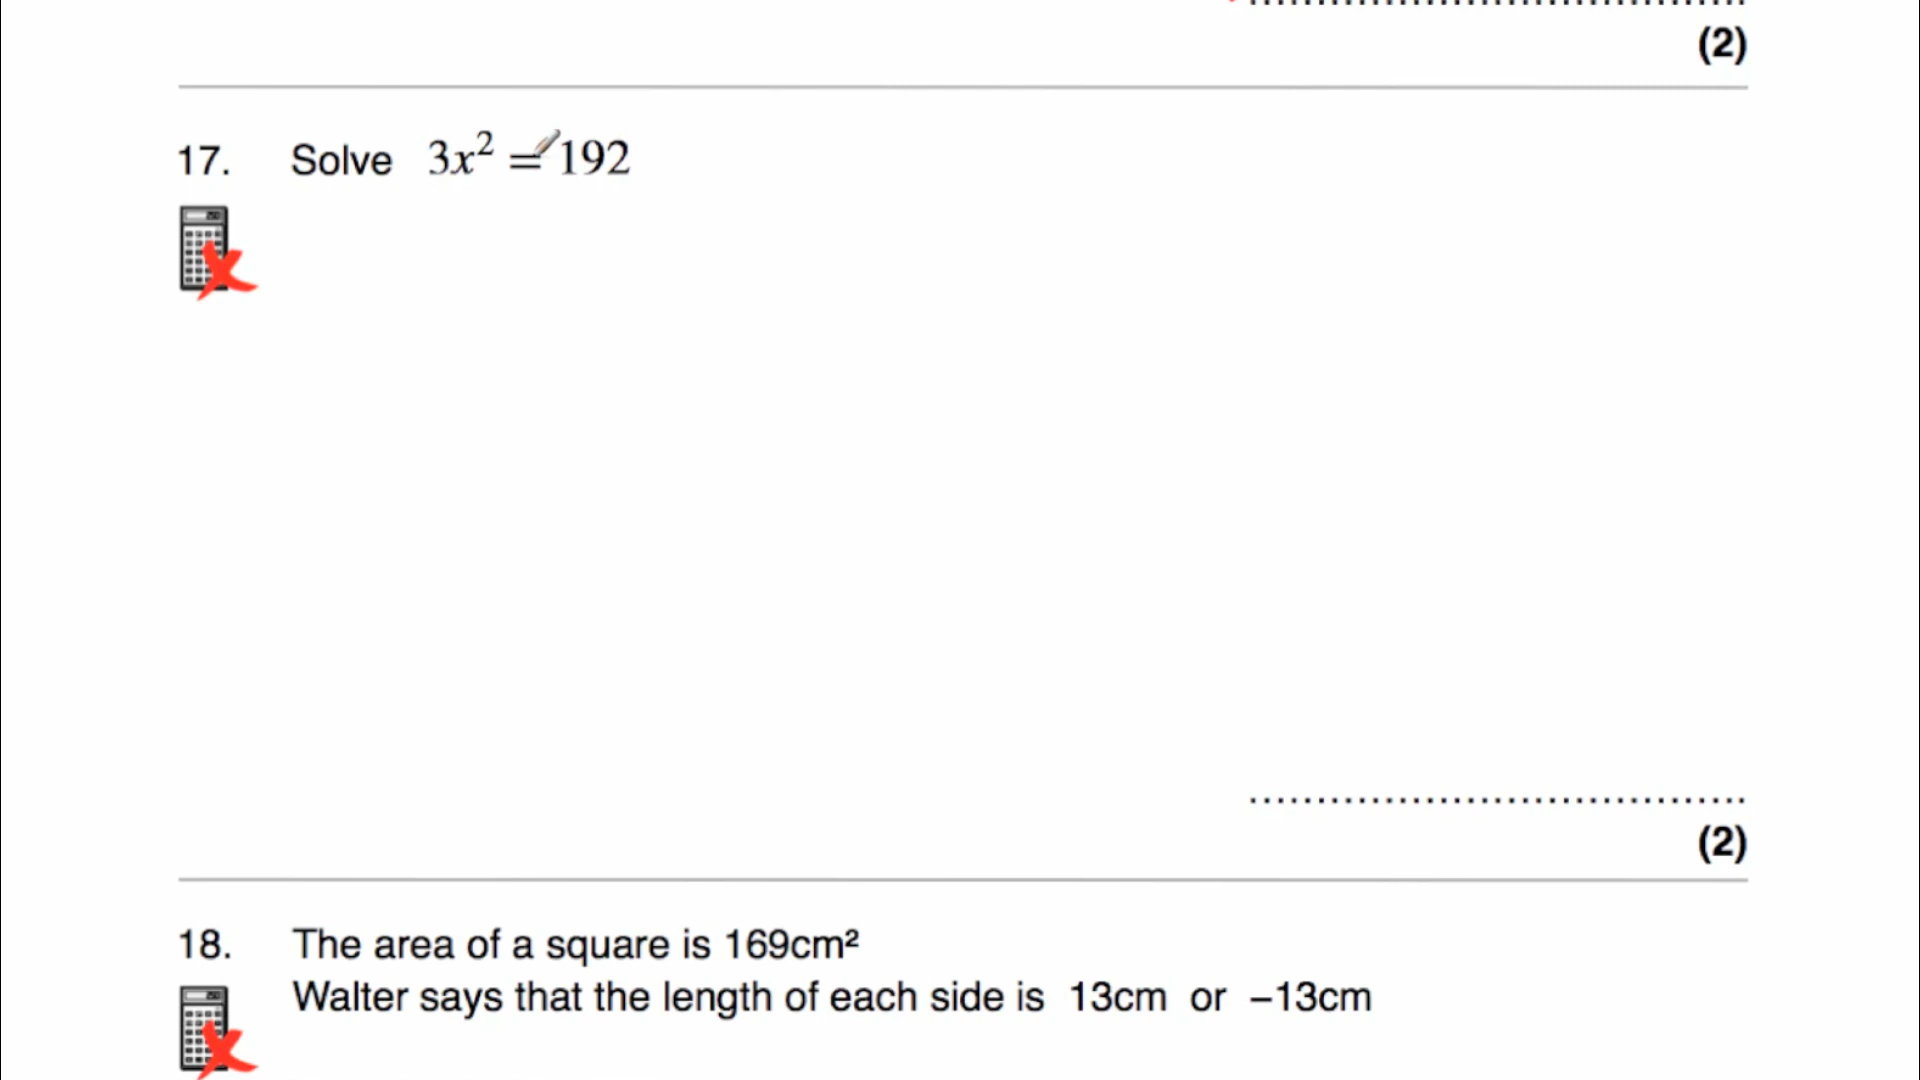 (2)
17. Solve 3x² = 192
(2)
18. The area of a square is 169cm²
Walter says that the length of each side is 13cm or –13cm